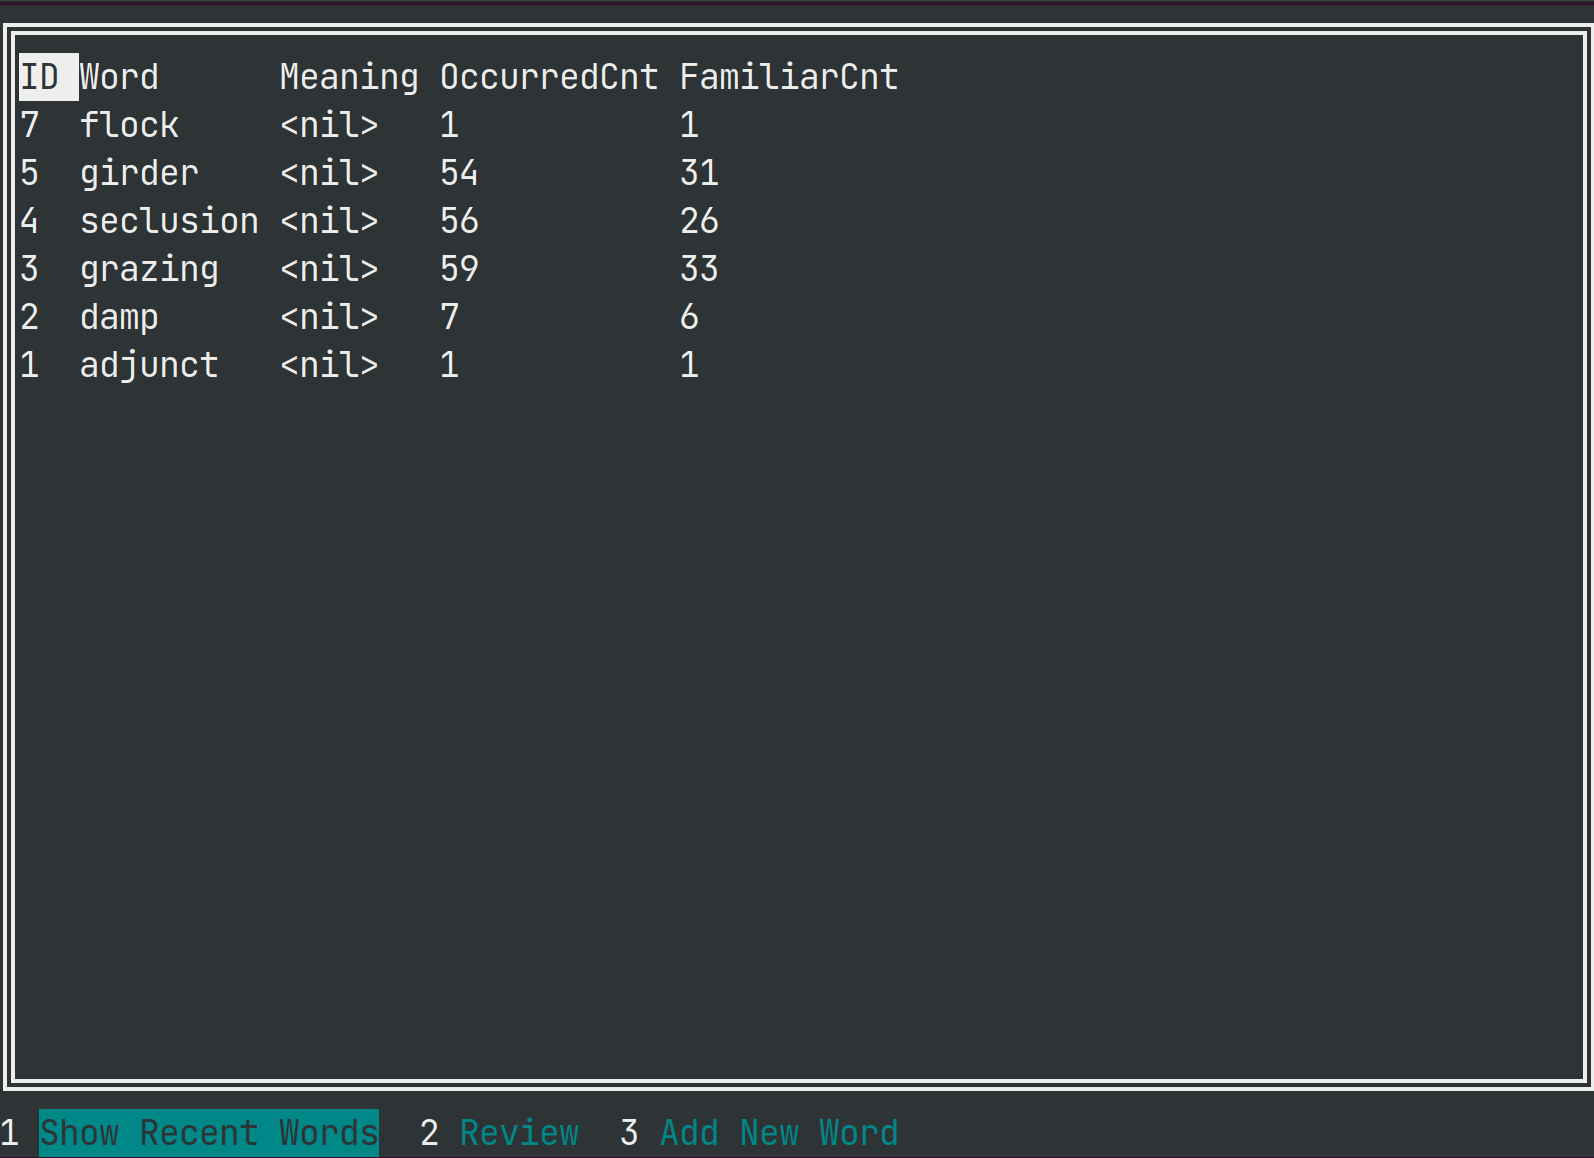 ID Word Meaning OccurredCnt FamiliarCnt
7 flock <nil> 1 1
5 girder <nil> 54 31
4 seclusion <nil> 56 26
3 grazing <nil> 59 33
2 damp <nil> 7 6
1 adjunct <nil> 1 1
1 Show Recent Words 2 Review 3 Add New Word